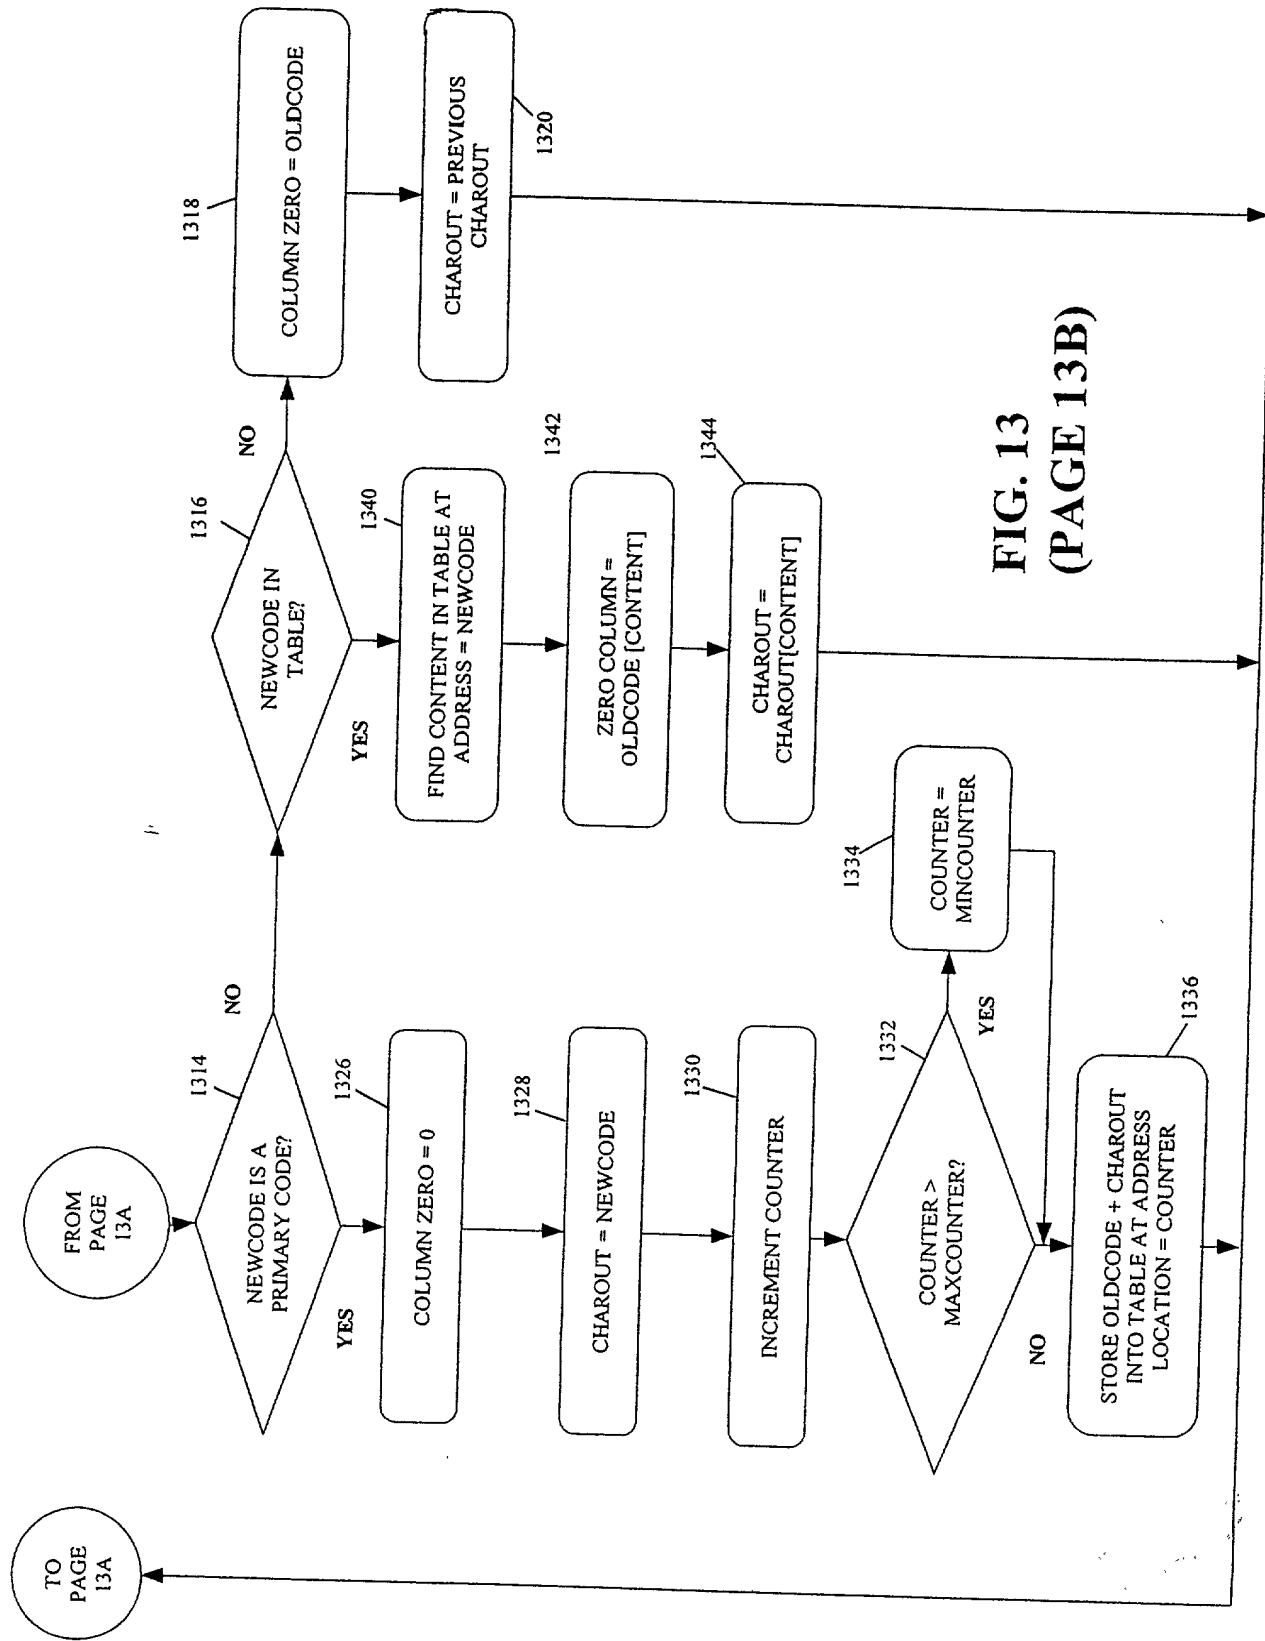 FROM
PAGE
13A
TO
PAGE
13A
1314
NEWCODE IS A
PRIMARY CODE?
NO
YES
1316
NEWCODE IN
TABLE?
NO
YES
1318
COLUMN ZERO = OLDCODE
CHAROUT = PREVIOUS
CHAROUT
1320
1326
COLUMN ZERO = 0
1328
CHAROUT = NEWCODE
1330
INCREMENT COUNTER
1332
COUNTER >
MAXCOUNTER?
YES
NO
1334
COUNTER =
MINCOUNTER
1336
STORE OLDCODE + CHAROUT
INTO TABLE AT ADDRESS
LOCATION = COUNTER
1340
FIND CONTENT IN TABLE AT
ADDRESS = NEWCODE
1342
ZERO COLUMN =
OLDCODE [CONTENT]
1344
CHAROUT =
CHAROUT[CONTENT]
FIG. 13
(PAGE 13B)